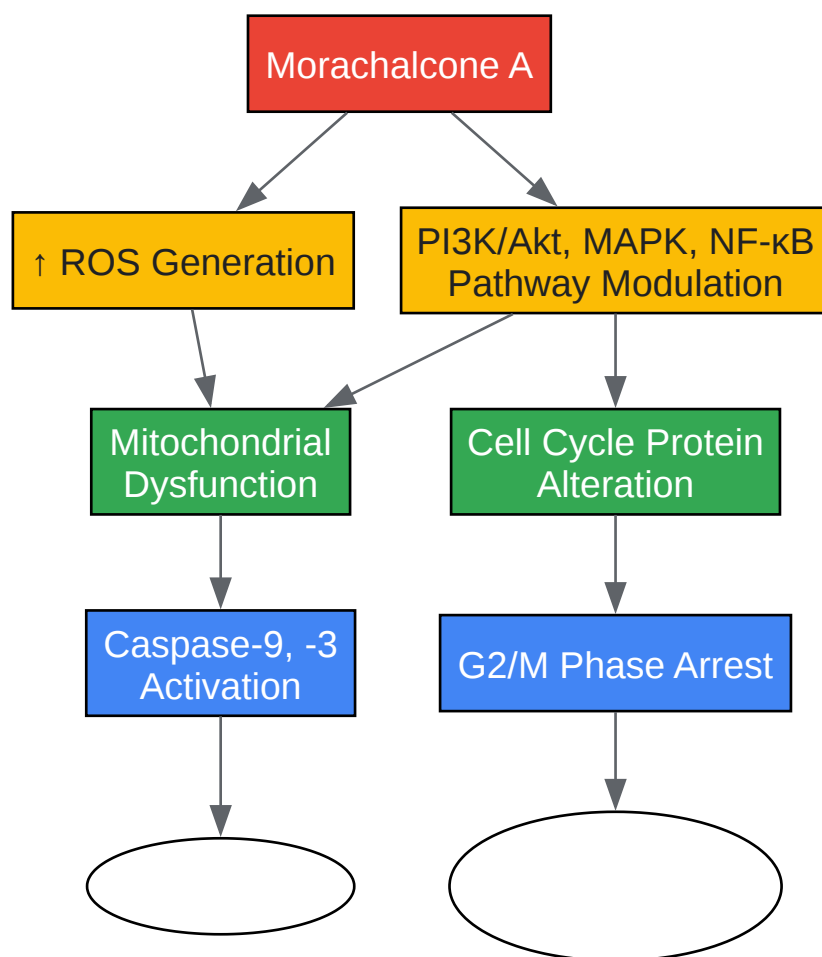 Morachalcone A
↑ ROS Generation
PI3K/Akt, MAPK, NF-κB
Pathway Modulation
Mitochondrial
Dysfunction
Cell Cycle Protein
Alteration
Caspase-9, -3
Activation
G2/M Phase Arrest